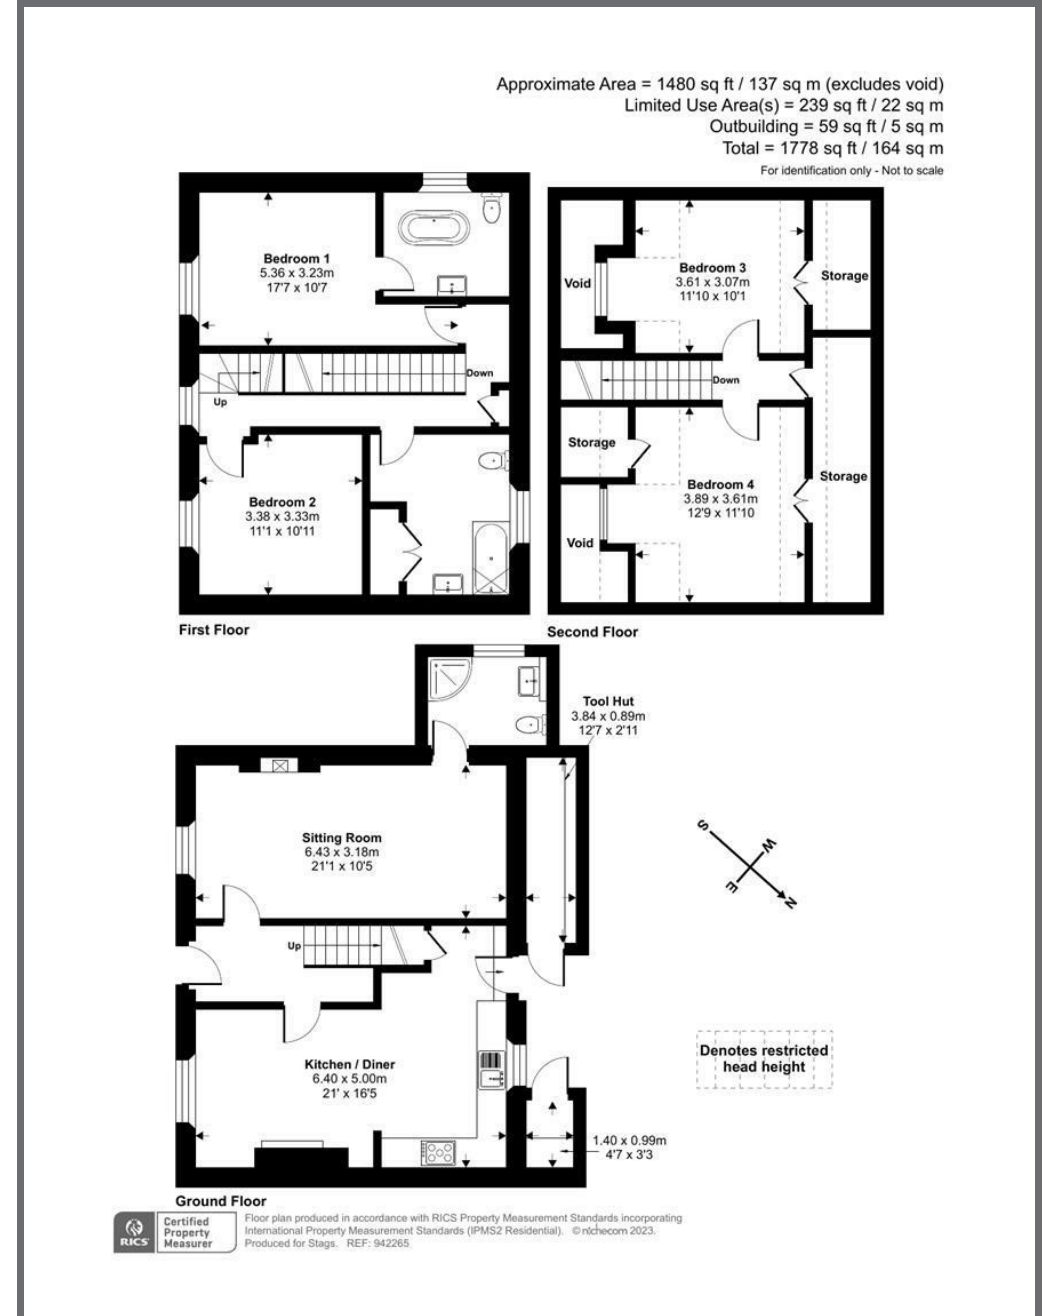 Approximate Area = 1480 sq ft / 137 sq m (excludes void)
Limited Use Area(s) = 239 sq ft / 22 sq m
Outbuilding = 59 sq ft / 5 sq m
Total = 1778 sq ft / 164 sq m
For identification only - Not to scale
Bedroom 1
5.36 x 3.23m
17'7 x 10'7
Down
Up
Bedroom 2
3.38 x 3.33m
11'1 x 10'11
First Floor
Void
Bedroom 3
3.61 x 3.07m
11'10 x 10'1
Storage
Down
Storage
Bedroom 4
3.89 x 3.61m
12'9 x 11'10
Storage
Void
Second Floor
Tool Hut
3.84 x 0.89m
12'7 x 2'11
Sitting Room
6.43 x 3.18m
21'1 x 10'5
S
W
E
N
Up
Kitchen / Diner
6.40 x 5.00m
21' x 16'5
Denotes restricted
head height
1.40 x 0.99m
4'7 x 3'3
Ground Floor
RICS
Certified
Property
Measurer
Floor plan produced in accordance with RICS Property Measurement Standards incorporating
International Property Measurement Standards (IPMS2 Residential). © nichecom 2023.
Produced for Stags. REF: 942265